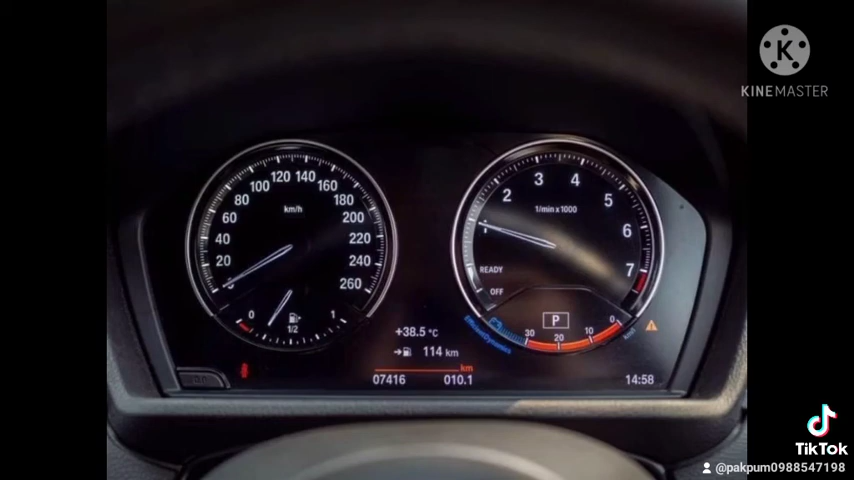 K
KINEMASTER
120 140
100 160
80 180
60 km/h 200
40 220
20 240
260
0 1
1/2
3 4
2 5
1/min x 1000
6
READY 7
OFF
P
30 20 10 0
EfficientDynamics
+38.5 °C
114 km
km
07416 010.1
14:58
TikTok
@pakpum0988547198